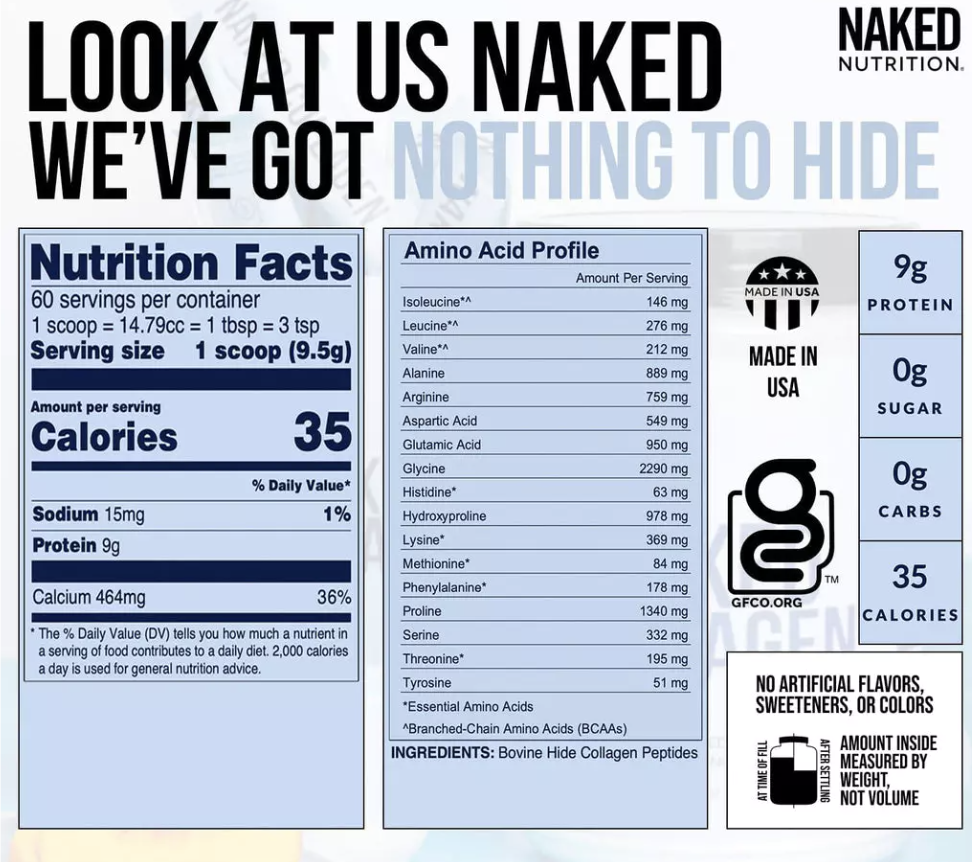 LOOK AT US NAKED
WE'VE GOT NOTHING TO HIDE
NAKED
NUTRITION®
Nutrition Facts
60 servings per container
1 scoop = 14.79cc = 1 tbsp = 3 tsp
Serving size 1 scoop (9.5g)
Amount per serving
Calories 35
% Daily Value*
Sodium 15mg 1%
Protein 9g
Calcium 464mg 36%
* The % Daily Value (DV) tells you how much a nutrient in
a serving of food contributes to a daily diet. 2,000 calories
a day is used for general nutrition advice.
Amino Acid Profile
Amount Per Serving
Isoleucine*^ 146 mg
Leucine*^ 276 mg
Valine*^ 212 mg
Alanine 889 mg
Arginine 759 mg
Aspartic Acid 549 mg
Glutamic Acid 950 mg
Glycine 2290 mg
Histidine* 63 mg
Hydroxyproline 978 mg
Lysine* 369 mg
Methionine* 84 mg
Phenylalanine* 178 mg
Proline 1340 mg
Serine 332 mg
Threonine* 195 mg
Tyrosine 51 mg
*Essential Amino Acids
^Branched-Chain Amino Acids (BCAAs)
INGREDIENTS: Bovine Hide Collagen Peptides
MADE IN USA
MADE IN
USA
g
TM
GFCO.ORG
9g
PROTEIN
0g
SUGAR
0g
CARBS
35
CALORIES
NO ARTIFICIAL FLAVORS,
SWEETENERS, OR COLORS
AT TIME OF FILL
AFTER SETTLING
AMOUNT INSIDE
MEASURED BY
WEIGHT,
NOT VOLUME